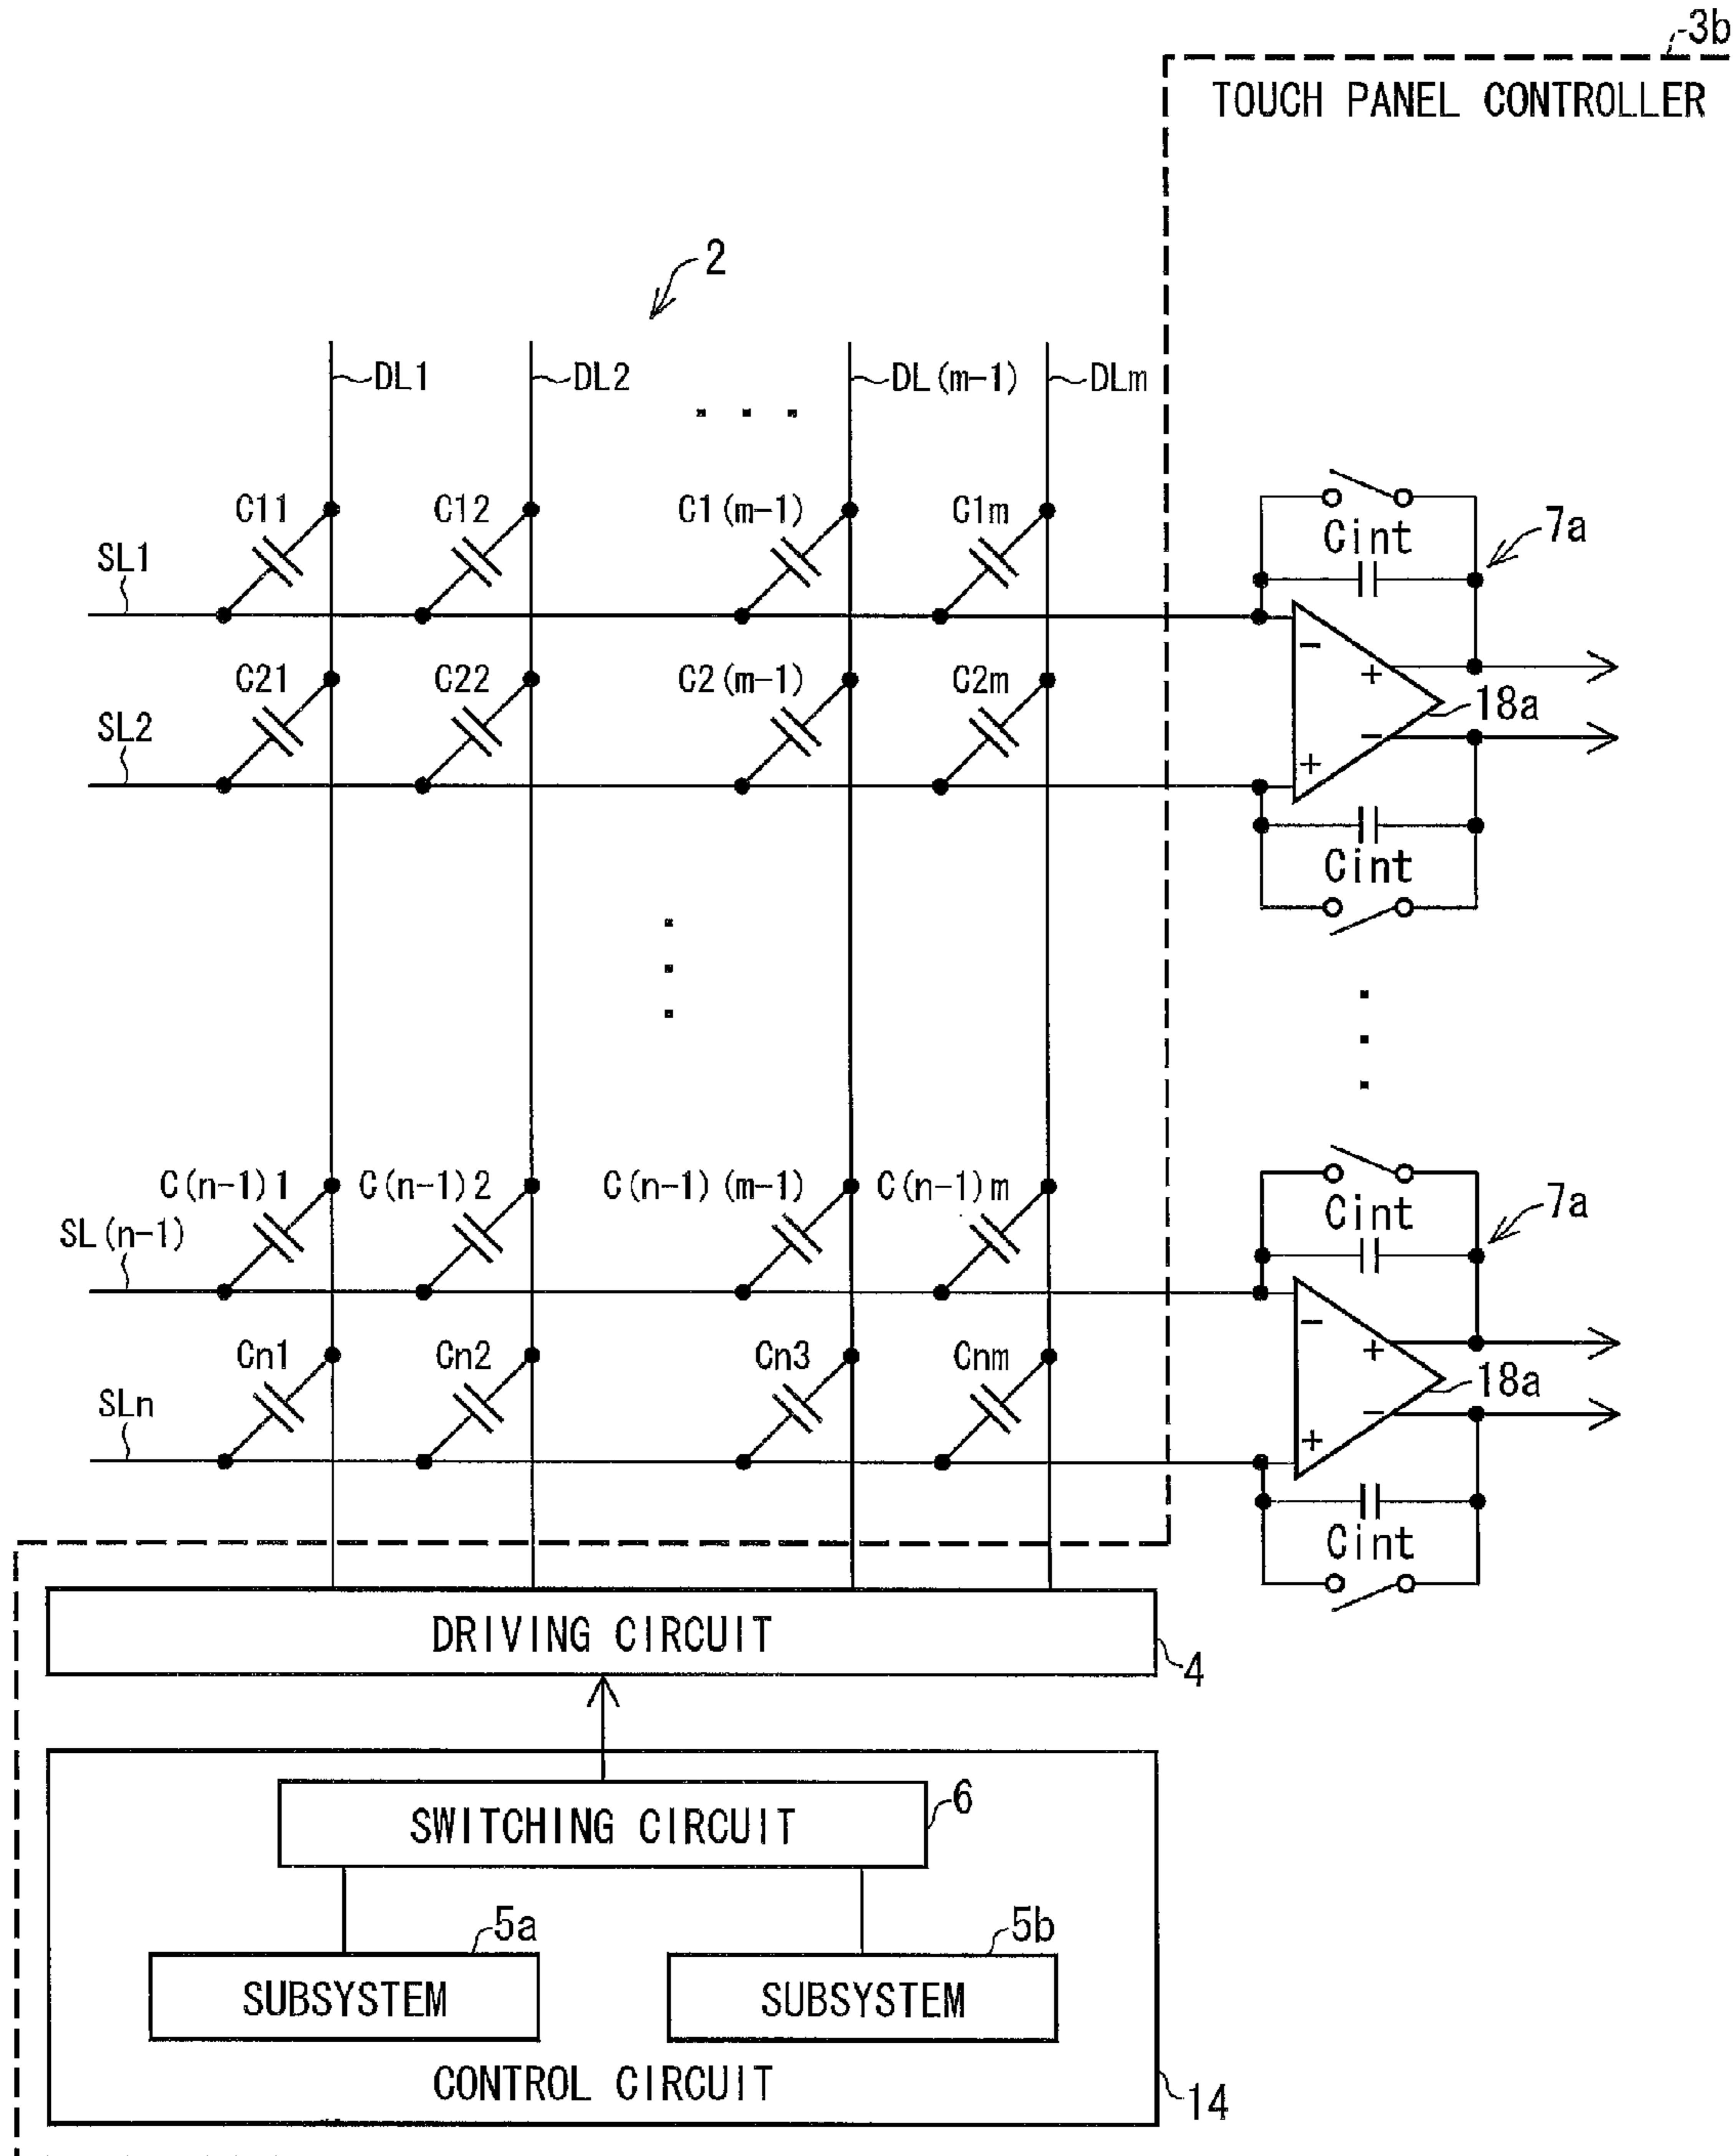 3b
TOUCH PANEL CONTROLLER
2
DL1 DL2 DL(m-1) DLm
. . .
C11 C12 C1(m-1) C1m
Cint
7a
SL1
-
+
C21 C22 C2(m-1) C2m
18a
SL2
-
+
Cint
C(n-1)1 C(n-1)2 C(n-1)(m-1) C(n-1)m
Cint
7a
SL(n-1)
-
+
Cn1 Cn2 Cn3 Cnm
18a
SLn
-
+
Cint
DRIVING CIRCUIT
4
SWITCHING CIRCUIT
6
5a
5b
SUBSYSTEM
SUBSYSTEM
CONTROL CIRCUIT
14